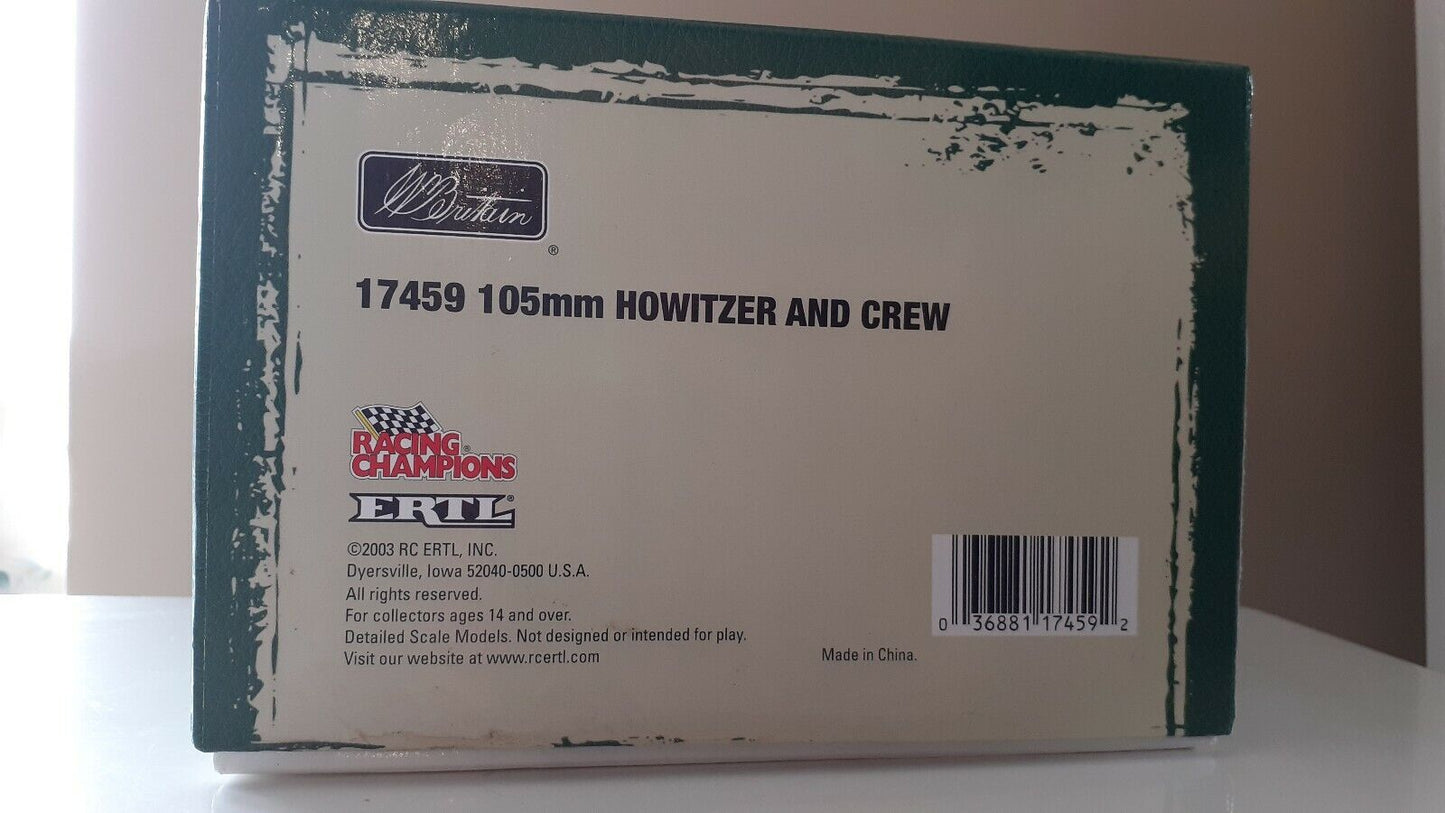 WBritain
®
17459 105mm HOWITZER AND CREW
RACING®
CHAMPIONS
ERTL®
©2003 RC ERTL, INC.
Dyersville, Iowa 52040-0500 U.S.A.
All rights reserved.
For collectors ages 14 and over.
Detailed Scale Models. Not designed or intended for play.
Visit our website at www.rcertl.com
Made in China.
0 36881 17459 2